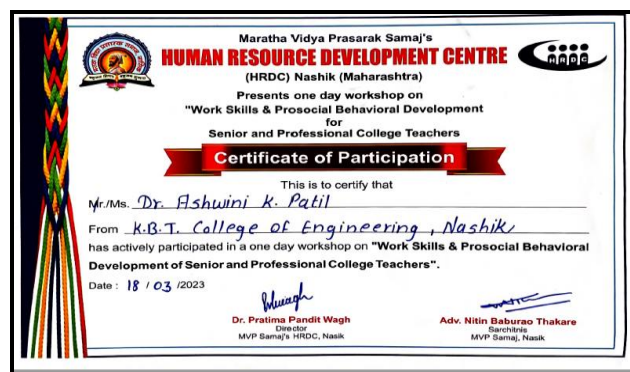 Maratha Vidya Prasarak Samaj's
HUMAN RESOURCE DEVELOPMENT CENTRE
HRDC
(HRDC) Nashik (Maharashtra)
Presents one day workshop on
"Work Skills & Prosocial Behavioral Development
for
Senior and Professional College Teachers
Certificate of Participation
This is to certify that
Mr./Ms. Dr. Ashwini K. Patil
From K.B.T. College of Engineering, Nashik
has actively participated in a one day workshop on "Work Skills & Prosocial Behavioral
Development of Senior and Professional College Teachers".
Date : 18 / 03 /2023
Dr. Pratima Pandit Wagh
Director
MVP Samaj's HRDC, Nasik
Adv. Nitin Baburao Thakare
Sarchitnis
MVP Samaj, Nasik